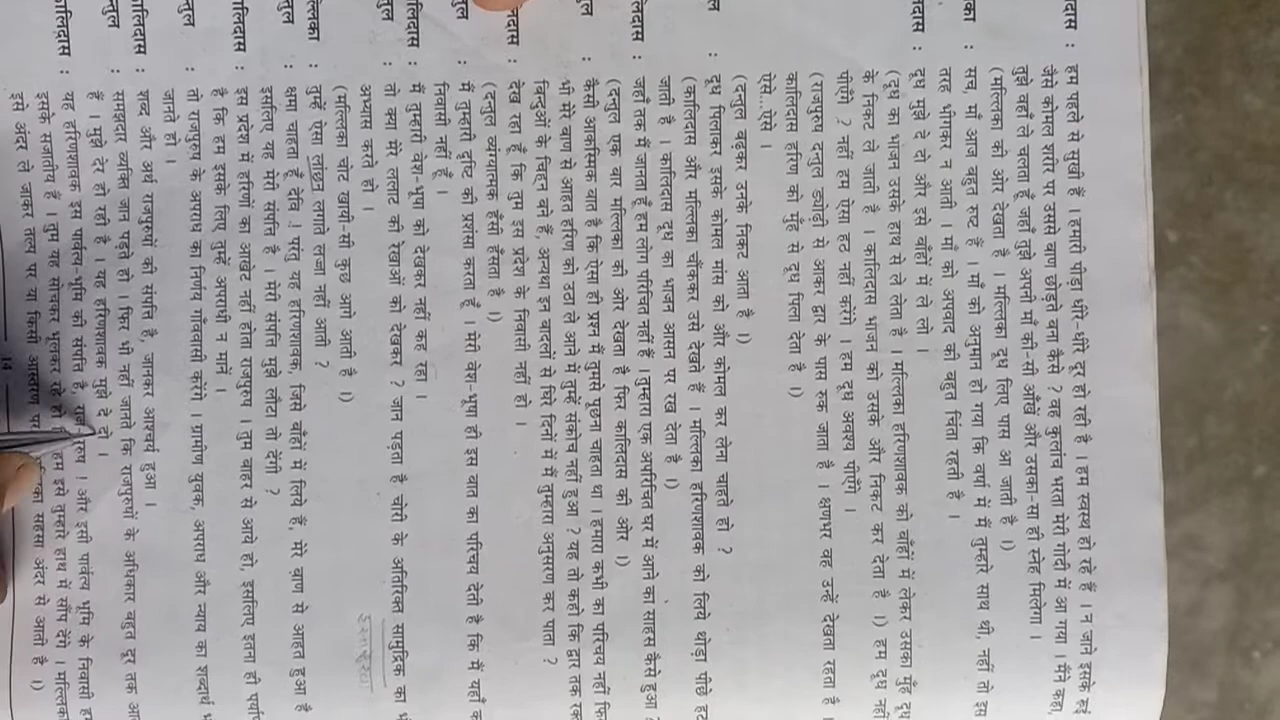 दास : हम पहले से सुखी हैं । हमारी पीड़ा धीरे-धीरे दूर हो रही है । हम स्वस्थ हो रहे हैं । न जाने इसके रूई
जैसे कोमल शरीर पर उससे बाण छोड़ते बना कैसे ? वह कुलांच भरता मेरी गोदी में आ गया । मैंने कहा,
तुझे वहाँ ले चलता हूँ जहाँ तुझे अपनी माँ की-सी आँखें और उसका-सा ही स्नेह मिलेगा ।
(मल्लिका की ओर देखता है । मल्लिका दूध लिए पास आ जाती है ।)
का : सच, माँ आज बहुत रुष्ट हैं । माँ को अनुमान हो गया कि वर्षा में मैं तुम्हारे साथ थी, नहीं तो इस
तरह भीगकर न आती । माँ को अपवाद की बहुत चिंता रहती है ।
दास : दूध मुझे दे दो और इसे बाँहों में ले लो ।
(दूध का भाजन उसके हाथ से ले लेता है । मल्लिका हरिणशावक को बाँहों में लेकर उसका मुँह दूध
के निकट ले जाती है । कालिदास भाजन को उसके और निकट कर देता है ।) हम दूध नहीं
पीएँगे ? नहीं हम ऐसा हट नहीं करेंगे । हम दूध अवश्य पीएँगे ।
(राजपुरुष दन्तुल ड्योढ़ी से आकर द्वार के पास रुक जाता है । क्षणभर वह उन्हें देखता रहता है ।
कालिदास हरिण को मुँह से दूध पिला देता है ।)
ऐसे...ऐसे ।
(दन्तुल बढ़कर उनके निकट आता है ।)
ल : दूध पिलाकर इसके कोमल मांस को और कोमल कर लेना चाहते हो ?
(कालिदास और मल्लिका चौंककर उसे देखते हैं । मल्लिका हरिणशावक को लिये थोड़ा पीछे हट
जाती है । कालिदास दूध का भाजन आसन पर रख देता है ।)
लिदास : जहाँ तक मैं जानता हूँ हम लोग परिचित नहीं हैं । तुम्हारा एक अपरिचित घर में आने का साहस कैसे हुआ
(दन्तुल एक बार मल्लिका की ओर देखता है फिर कालिदास की ओर ।)
तुल : कैसी आकस्मिक बात है कि ऐसा ही प्रश्न मैं तुमसे पूछना चाहता था । हमारा कभी का परिचय नहीं फिर
भी मेरे बाण से आहत हरिण को उठा ले आने में तुम्हें संकोच नहीं हुआ ? यह तो कहो कि द्वार तक रक्त
बिन्दुओं के चिह्न बने हैं, अन्यथा इन बादलों से घिरे दिनों में मैं तुम्हारा अनुसरण कर पाता ?
दास : देख रहा हूँ कि तुम इस प्रदेश के निवासी नहीं हो ।
(दन्तुल व्यंग्यात्मक हँसी हँसता है ।)
तुल : मैं तुम्हारी दृष्टि की प्रशंसा करता हूँ । मेरी वेश-भूषा ही इस बात का परिचय देती है कि मैं यहाँ
निवासी नहीं हूँ ।
लिदास : मैं तुम्हारी वेश-भूषा को देखकर नहीं कह रहा ।
तुल : तो क्या मेरे ललाट की रेखाओं को देखकर ? जान पड़ता है चोरी के अतिरिक्त सामुद्रिक का
अभ्यास करते हो ।
(मल्लिका चोट खायी-सी कुछ आगे आती है ।)
ल्लिका : तुम्हें ऐसा लांछन लगाते लज्जा नहीं आती ?
तुल : क्षमा चाहता हूँ देवि । परंतु यह हरिणशावक, जिसे बाँहों में लिये हैं, मेरे बाण से आहत हुआ है
इसलिए यह मेरी संपत्ति है । मेरी संपत्ति मुझे लौटा तो देंगी ?
लिदास : इस प्रदेश में हरिणों का आखेट नहीं होता राजपुरुष । तुम बाहर से आये हो, इसलिए इतना ही
है कि हम इसके लिए तुम्हें अपराधी न मानें ।
तुल : तो राजपुरुष के अपराध का निर्णय गाँववासी करेंगे । ग्रामीण युवक, अपराध और न्याय का शब्दार्थ
जानते हो ।
लिदास : शब्द और अर्थ राजपुरुषों की संपत्ति है, जानकर आश्चर्य हुआ ।
तुल : समझदार व्यक्ति जान पड़ते हो । फिर भी नहीं जानते कि राजपुरुषों के अधिकार बहुत दूर तक
हैं । मुझे देर हो रही है । यह हरिणशावक मुझे दे दो ।
लिदास : यह हरिणशावक इस पार्वत्य-भूमि की संपत्ति है, ! और इसी पार्वत्य भूमि के निवासी
इसके सजातीय हैं । तुम यह सोचकर भूलकर रहे हो हम इसे तुम्हारे हाथ में सौंप देंगे ।
इसे अंदर ले जाकर तल्प पर या किसी आस्तरण पर सहसा अंदर से आती है ।)
14